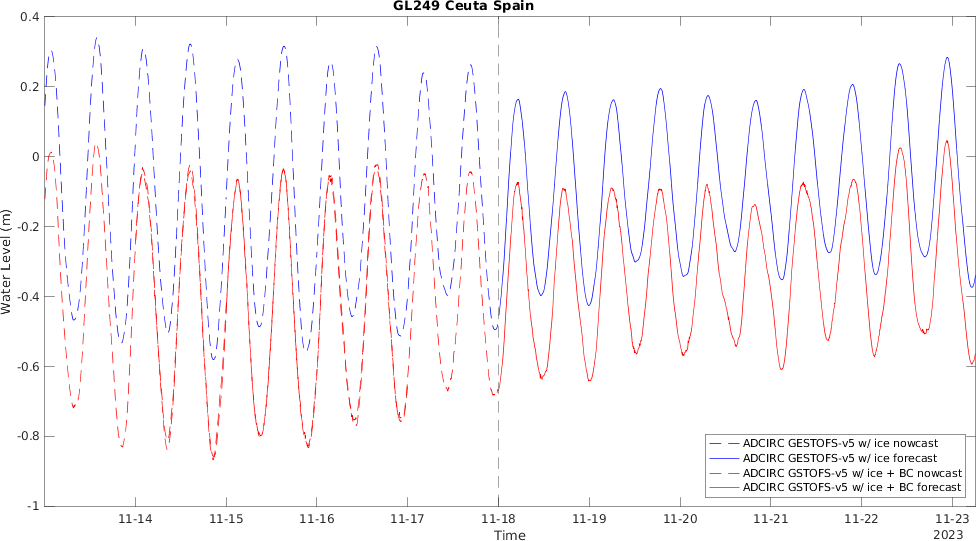 GL249 Ceuta Spain
0.4
0.2
0
-0.2
-0.4
-0.6
-0.8
-1
Water Level (m)
ADCIRC GESTOFS-v5 w/ ice nowcast
ADCIRC GESTOFS-v5 w/ ice forecast
ADCIRC GSTOFS-v5 w/ ice + BC nowcast
ADCIRC GSTOFS-v5 w/ ice + BC forecast
11-14 11-15 11-16 11-17 11-18 11-19 11-20 11-21 11-22 11-23
Time 2023